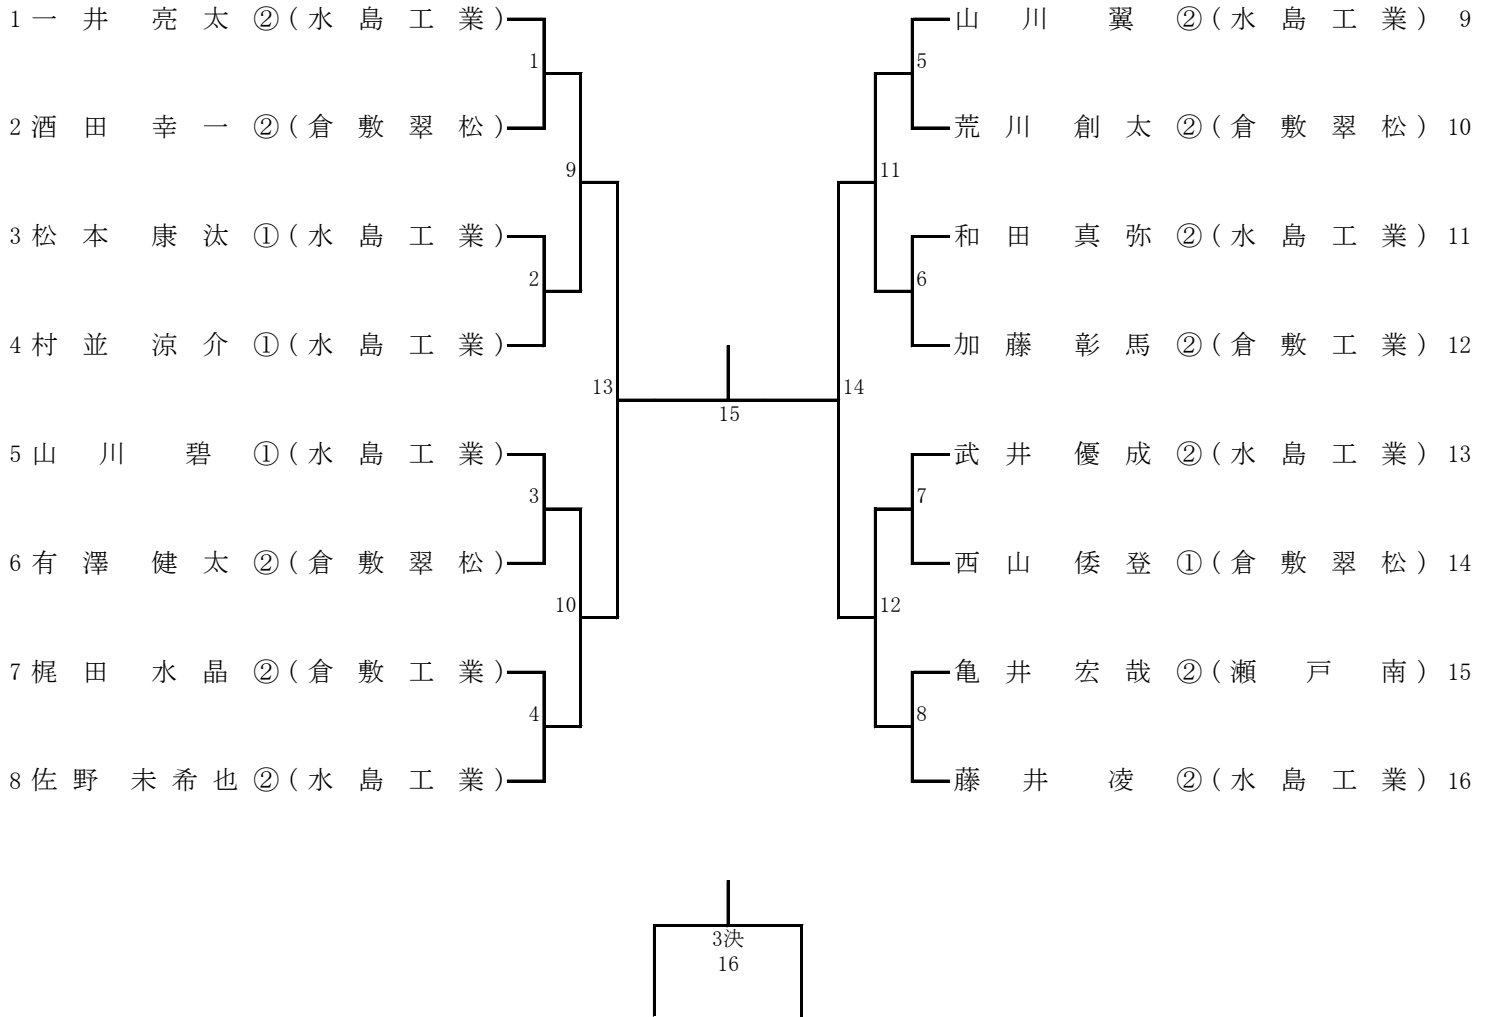 1 一井 亮太 ②(水島工業)
1
2 酒田 幸一 ②(倉敷翠松)
9
3 松本 康汰 ①(水島工業)
2
4 村並 涼介 ①(水島工業)
13
5 山川 碧 ①(水島工業)
3
6 有澤 健太 ②(倉敷翠松)
10
7 梶田 水晶 ②(倉敷工業)
4
8 佐野 未希也 ②(水島工業)
15
山川 翼 ②(水島工業) 9
5
荒川 創太 ②(倉敷翠松) 10
11
和田 真弥 ②(水島工業) 11
6
加藤 彰馬 ②(倉敷工業) 12
14
武井 優成 ②(水島工業) 13
7
西山 倭登 ①(倉敷翠松) 14
12
亀井 宏哉 ②(瀬戸南) 15
8
藤井 凌 ②(水島工業) 16
3決
16